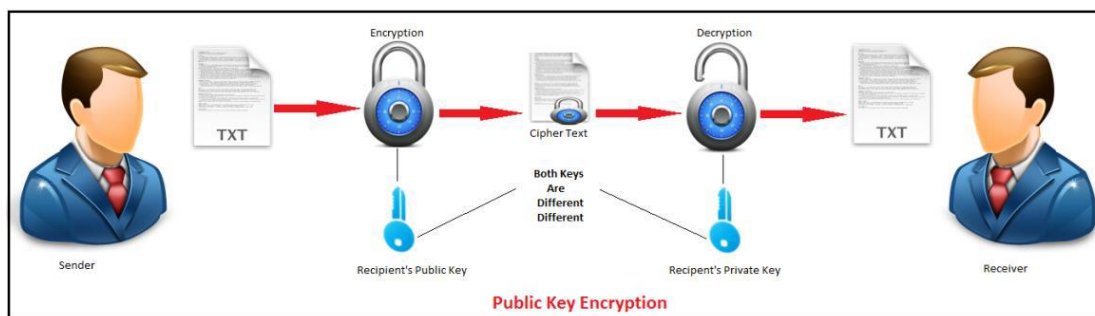 Encryption
Decryption
TXT
Cipher Text
TXT
Both Keys
Are
Different
Different
Sender
Recipient's Public Key
Recipent's Private Key
Receiver
Public Key Encryption